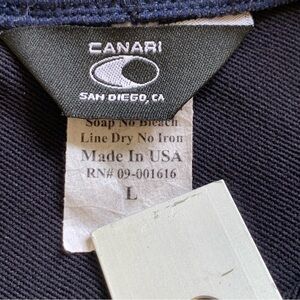 CANARI
SAN DIEGO, CA
Soap No Bleach
Line Dry No Iron
Made In USA
RN# 09-001616
L